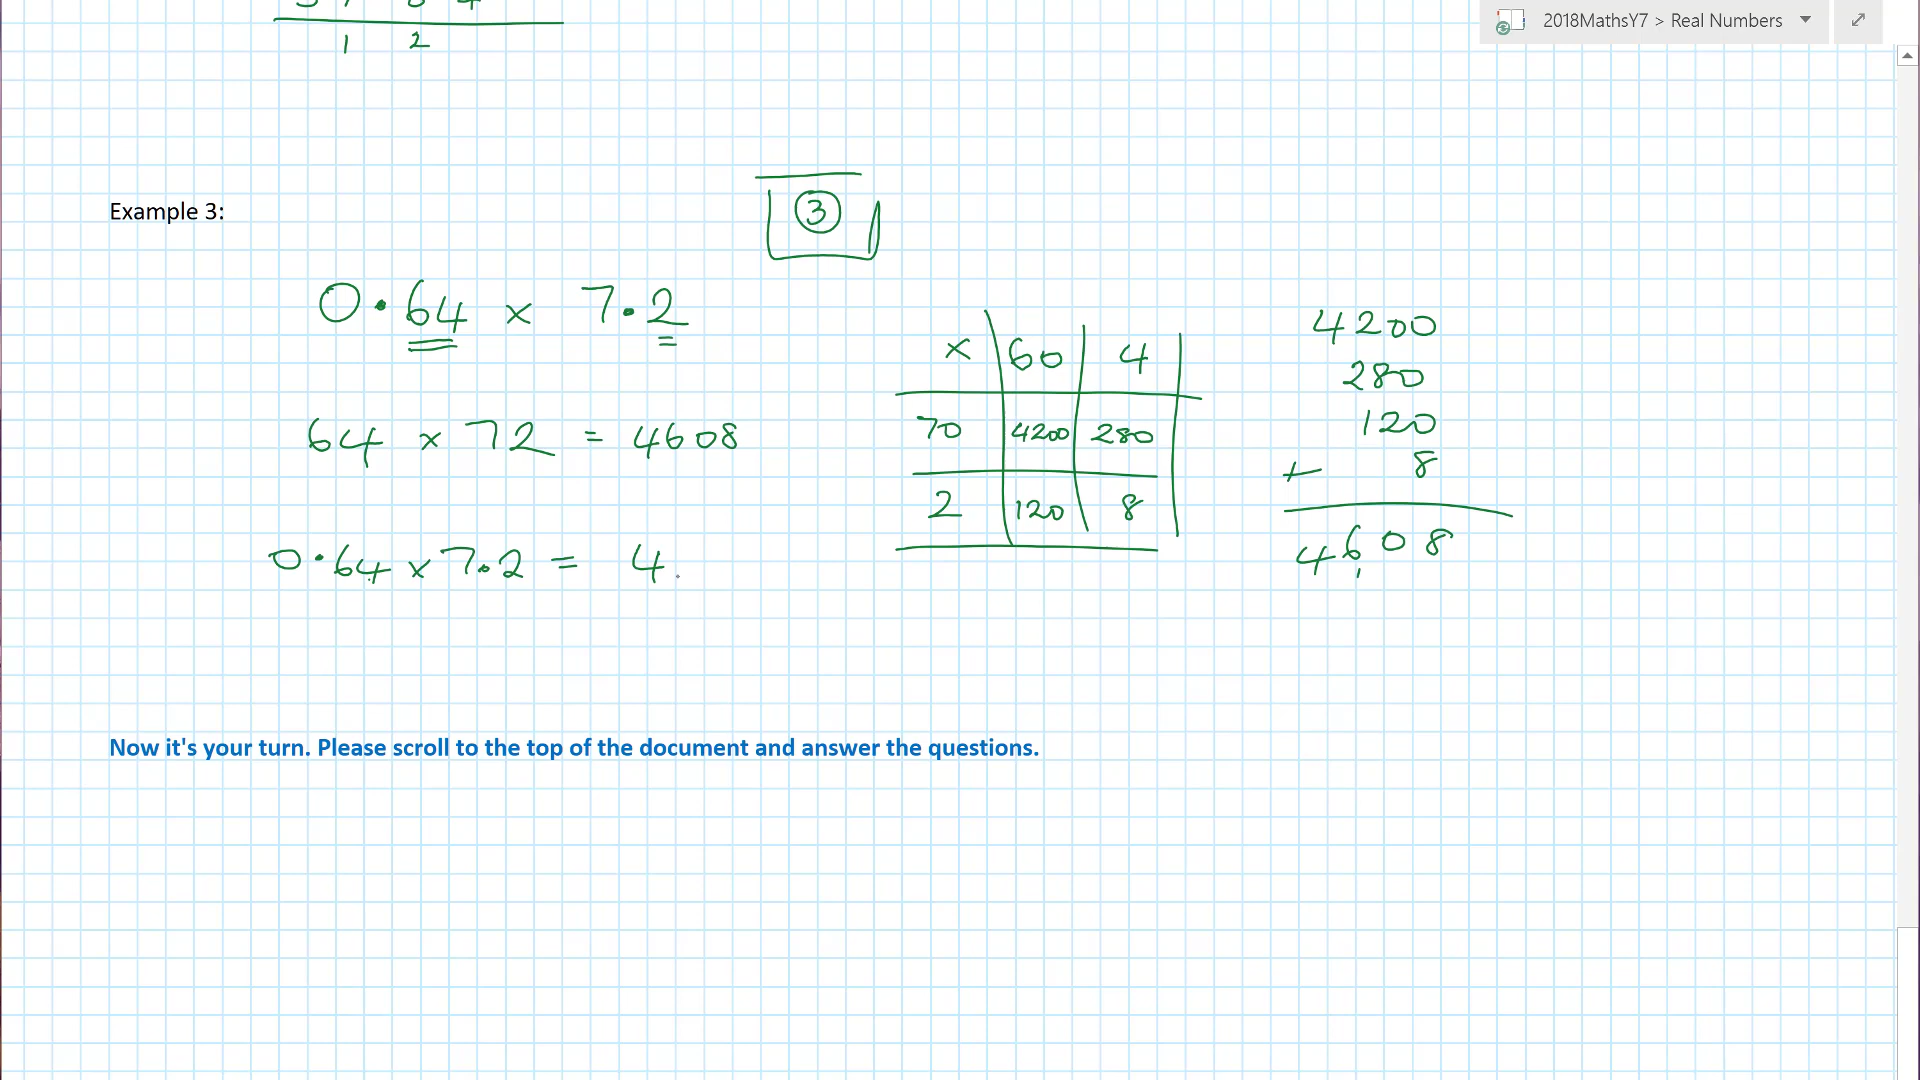 2018MathsY7 > Real Numbers
1 2
Example 3:
3
0.64 × 7.2
64 × 72 = 4608
0.64 × 7.2 = 4.
× 60 4
70 4200 280
2 120 8
4200
280
120
+ 8
4608
1
Now it's your turn. Please scroll to the top of the document and answer the questions.